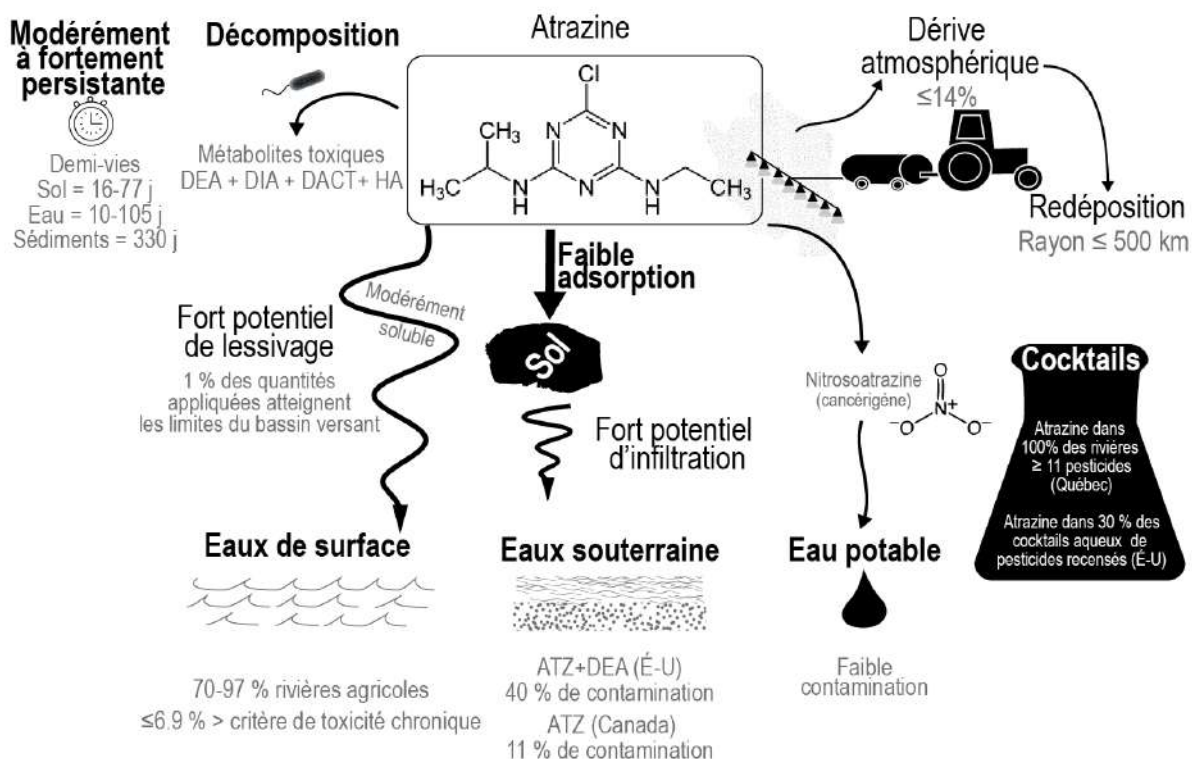 Modérément
à fortement
persistante
Demi-vies
Sol = 16-77 j
Eau = 10-105 j
Sédiments = 330 j
Décomposition
Métabolites toxiques
DEA + DIA + DACT+ HA
Atrazine
Cl
CH₃
N
N
H₃C
N
N
N
CH₃
H
H
Dérive
atmosphérique
≤14%
Redéposition
Rayon ≤ 500 km
Faible
adsorption
Modérément
soluble
Fort potentiel
de lessivage
1 % des quantités
appliquées atteignent
les limites du bassin versant
Sol
Fort potentiel
d'infiltration
Nitrosoatrazine
(cancérigène)
O
N⁺
⁻O
O⁻
Cocktails
Atrazine dans
100% des rivières
≥ 11 pesticides
(Québec)
Atrazine dans 30 % des
cocktails aqueux de
pesticides recensés (É-U)
Eaux de surface
70-97 % rivières agricoles
≤6.9 % > critère de toxicité chronique
Eaux souterraine
ATZ+DEA (É-U)
40 % de contamination
ATZ (Canada)
11 % de contamination
Eau potable
Faible
contamination